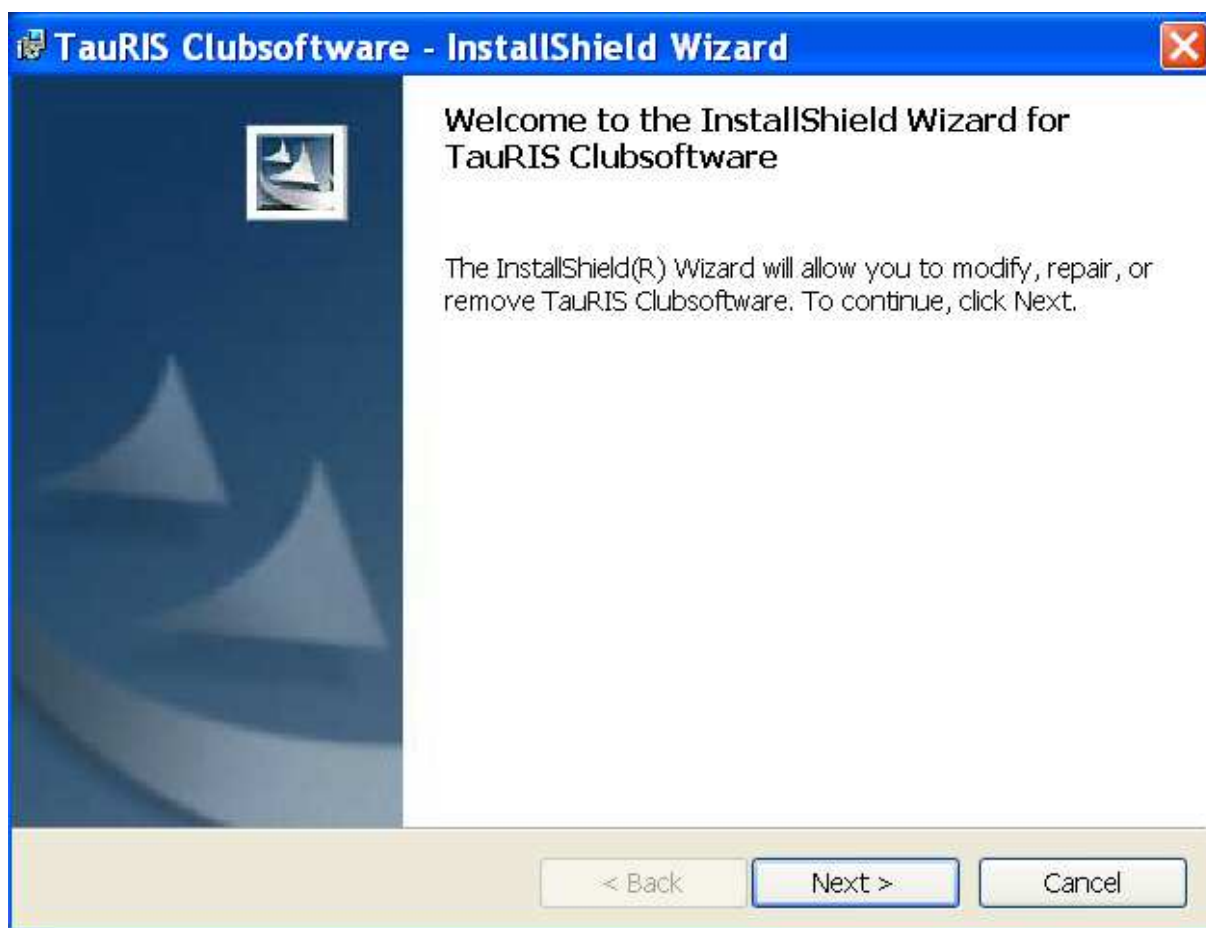 TauRIS Clubsoftware - InstallShield Wizard
Welcome to the InstallShield Wizard for
TauRIS Clubsoftware
The InstallShield(R) Wizard will allow you to modify, repair, or
remove TauRIS Clubsoftware. To continue, click Next.
< Back Next > Cancel